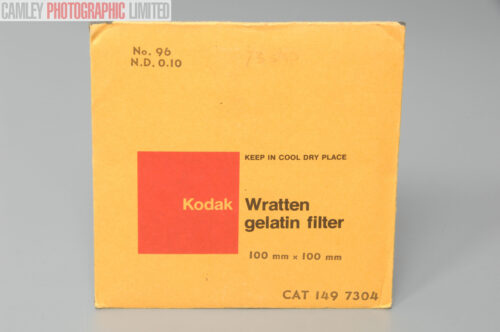 CAMLEY PHOTOGRAPHIC LIMITED
No. 96
N.D. 0.10
KEEP IN COOL DRY PLACE
Kodak Wratten
gelatin filter
100 mm x 100 mm
CAT 149 7304